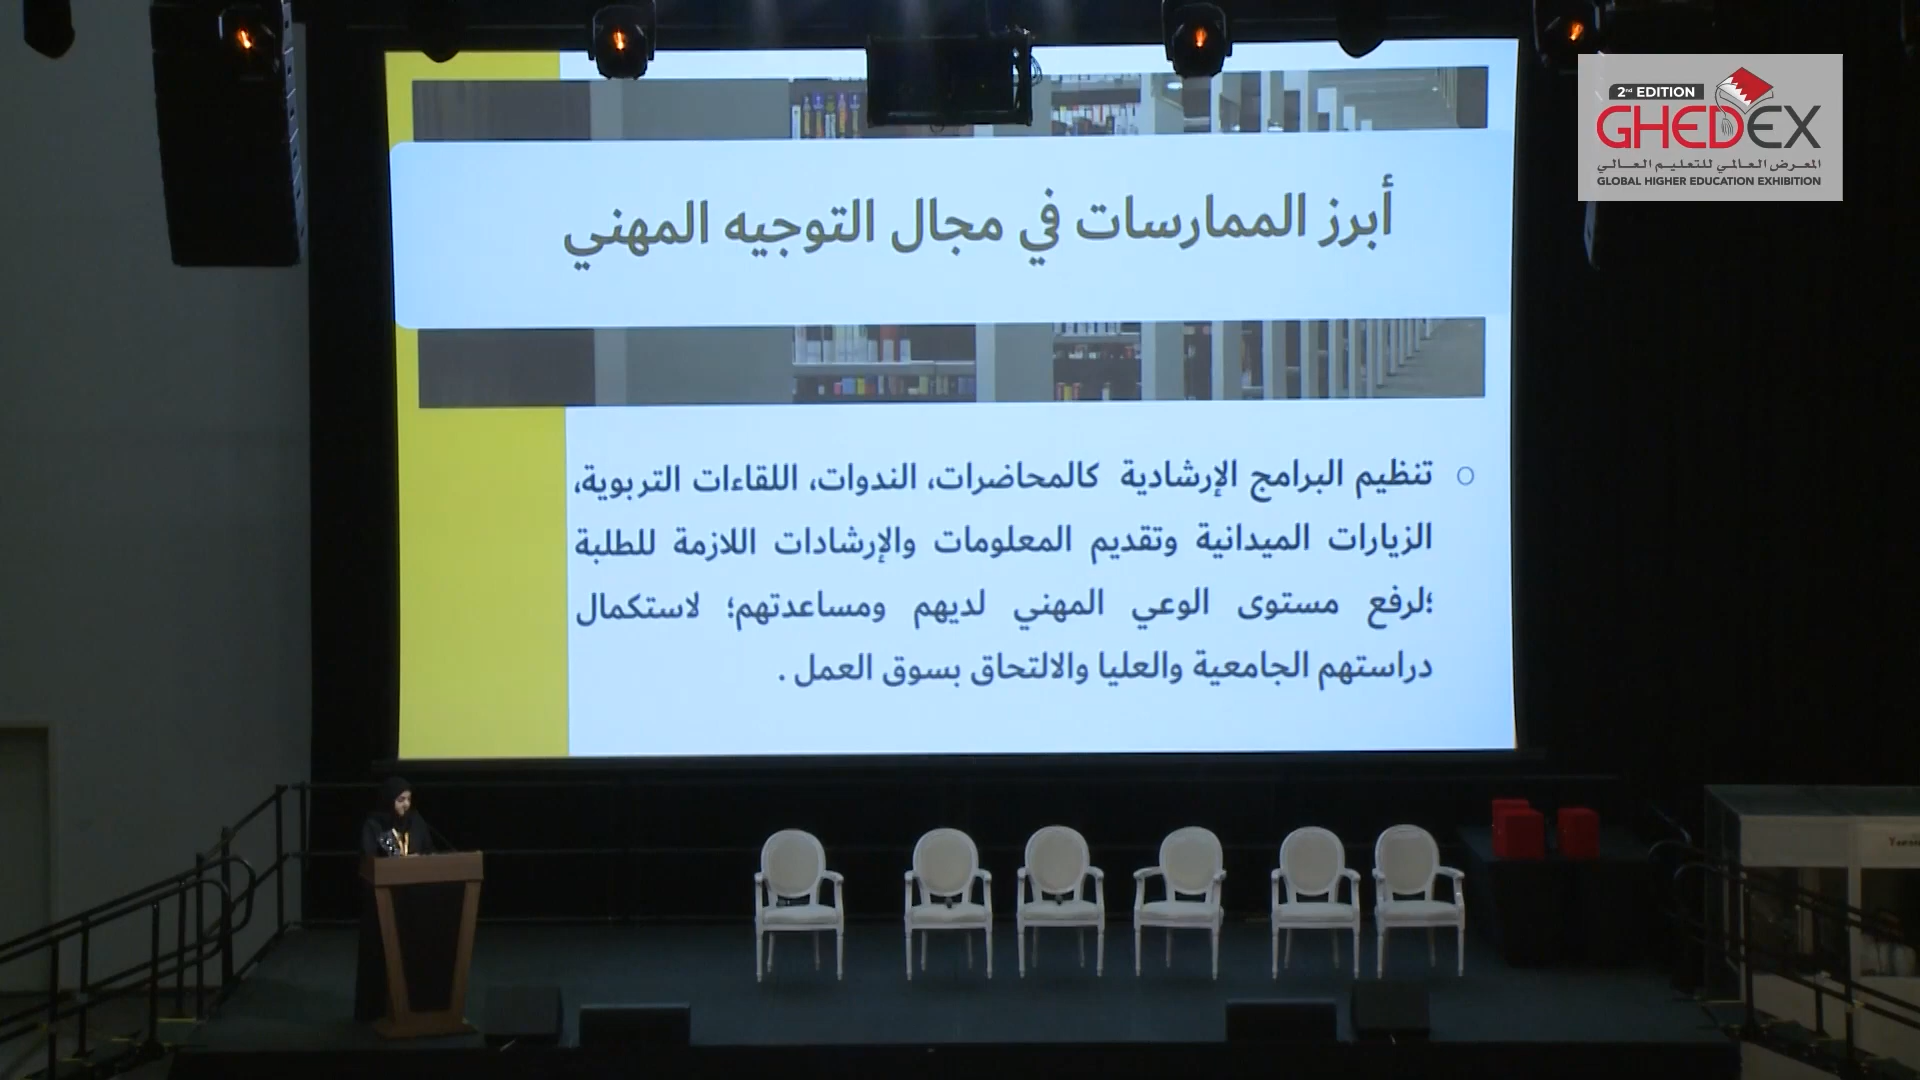 2nd EDITION
GHEDEX
المعرض العالمي للتعليم العالي
GLOBAL HIGHER EDUCATION EXHIBITION
أبرز الممارسات في مجال التوجيه المهني
○ تنظيم البرامج الإرشادية كالمحاضرات، الندوات، اللقاءات التربوية،
الزيارات الميدانية وتقديم المعلومات والإرشادات اللازمة للطلبة
؛لرفع مستوى الوعي المهني لديهم ومساعدتهم؛ لاستكمال
دراستهم الجامعية والعليا والالتحاق بسوق العمل .